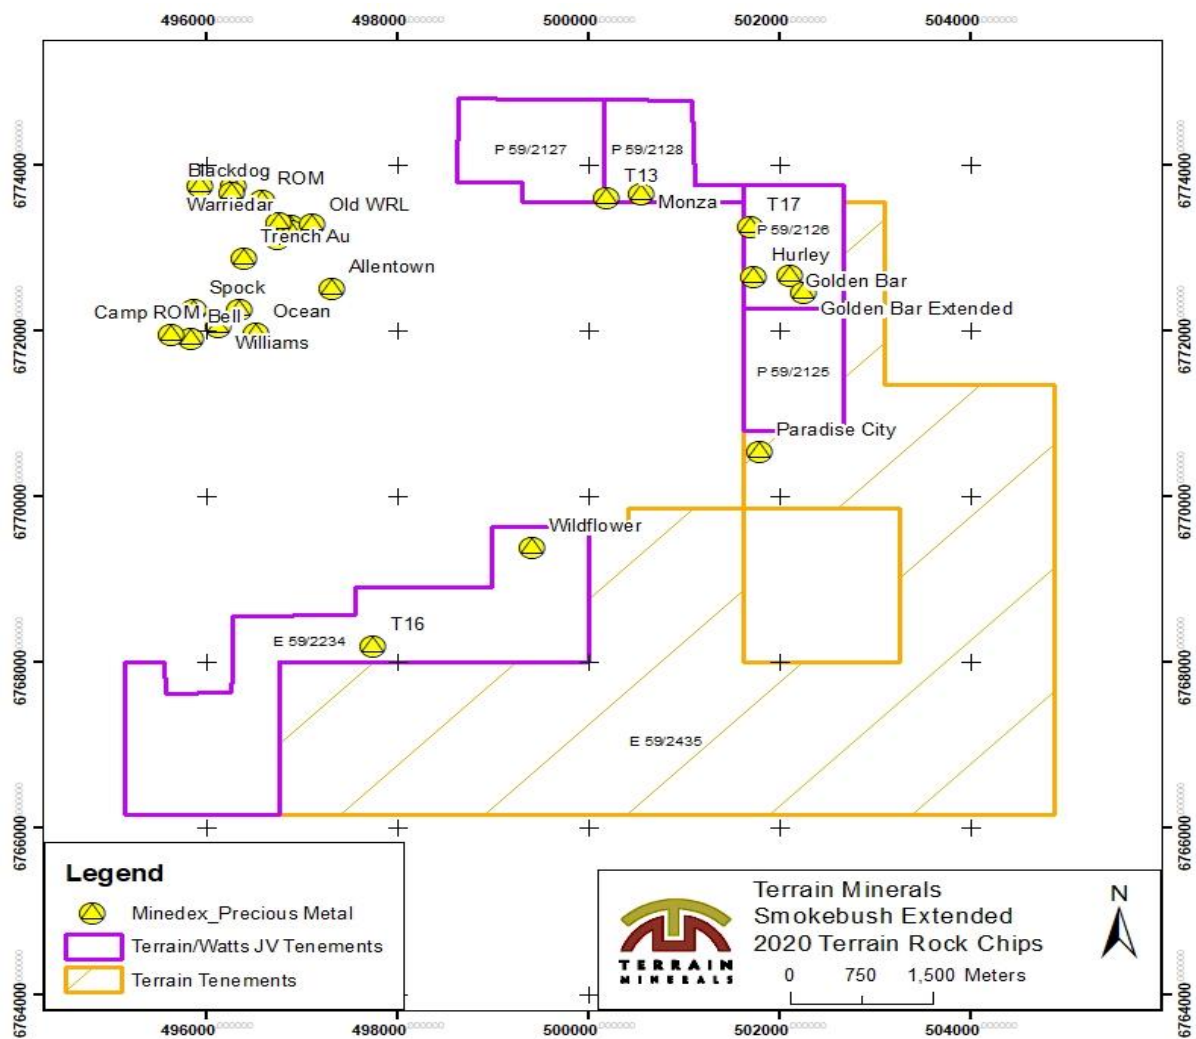 496000 498000 500000 502000 504000
6774000
6772000
6770000
6768000
6766000
6764000
P 59/2127
P 59/2128
Blackdog
ROM
T13
Warriedar
Old WRL
Monza
T17
P 59/2126
Trench Au
Hurley
Allentown
Golden Bar
Spock
Camp ROM
Bell
Ocean
Golden Bar Extended
Williams
P 59/2125
Paradise City
Wildflower
T16
E 59/2234
E 59/2435
Legend
Minedex_Precious Metal
Terrain/Watts JV Tenements
Terrain Tenements
TERRAIN
MINERALS
Terrain Minerals
Smokebush Extended
2020 Terrain Rock Chips
0 750 1,500 Meters
N
6774000
6772000
6770000
6768000
6766000
6764000
496000 498000 500000 502000 504000